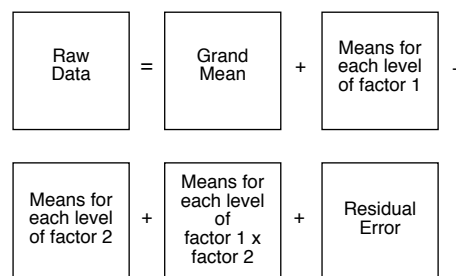 Raw
Data
=
Grand
Mean
+
Means for
each level
of factor 1
Means for
each level
of factor 2
+
Means for
each level
of
factor 1 x
factor 2
+
Residual
Error